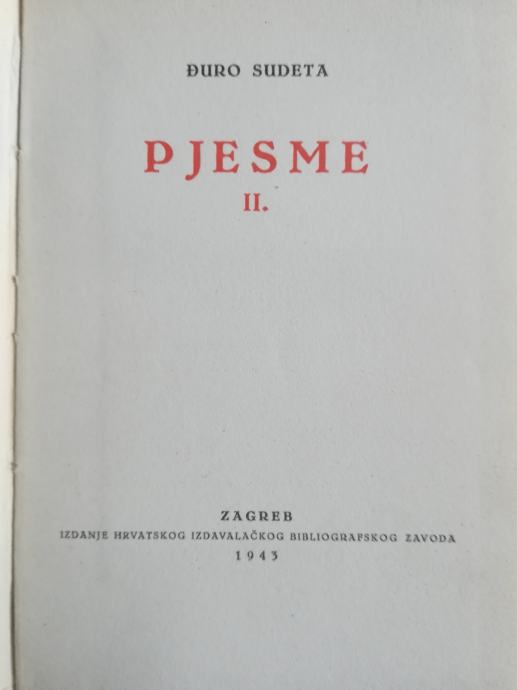 ĐURO SUDETA
PJESME
II.
ZAGREB
IZDANJE HRVATSKOG IZDAVALAČKOG BIBLIOGRAFSKOG ZAVODA
1943